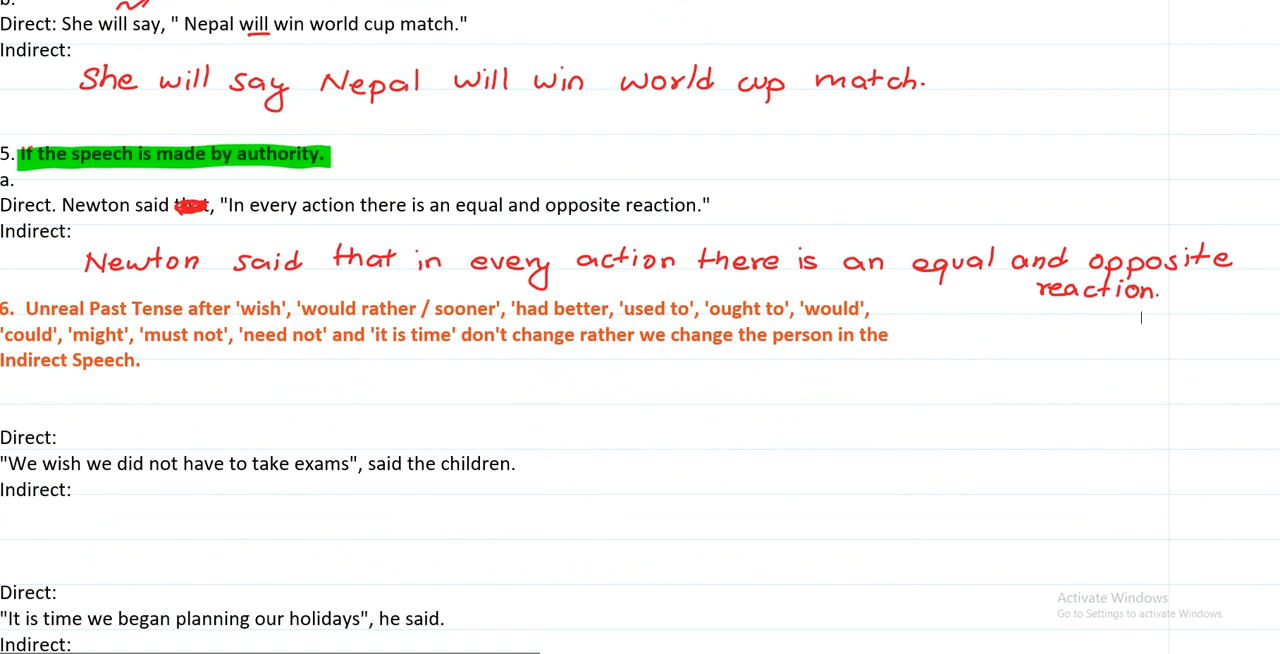 b.
Direct: She will say, " Nepal will win world cup match."
Indirect:
She will say Nepal will win world cup match.
5. If the speech is made by authority.
a.
Direct. Newton said that, "In every action there is an equal and opposite reaction."
Indirect:
Newton said that in every action there is an equal and opposite
reaction.
6. Unreal Past Tense after 'wish', 'would rather / sooner', 'had better, 'used to', 'ought to', 'would',
'could', 'might', 'must not', 'need not' and 'it is time' don't change rather we change the person in the
Indirect Speech.
Direct:
"We wish we did not have to take exams", said the children.
Indirect:
Direct:
"It is time we began planning our holidays", he said.
Indirect:
Activate Windows
Go to Settings to activate Windows.